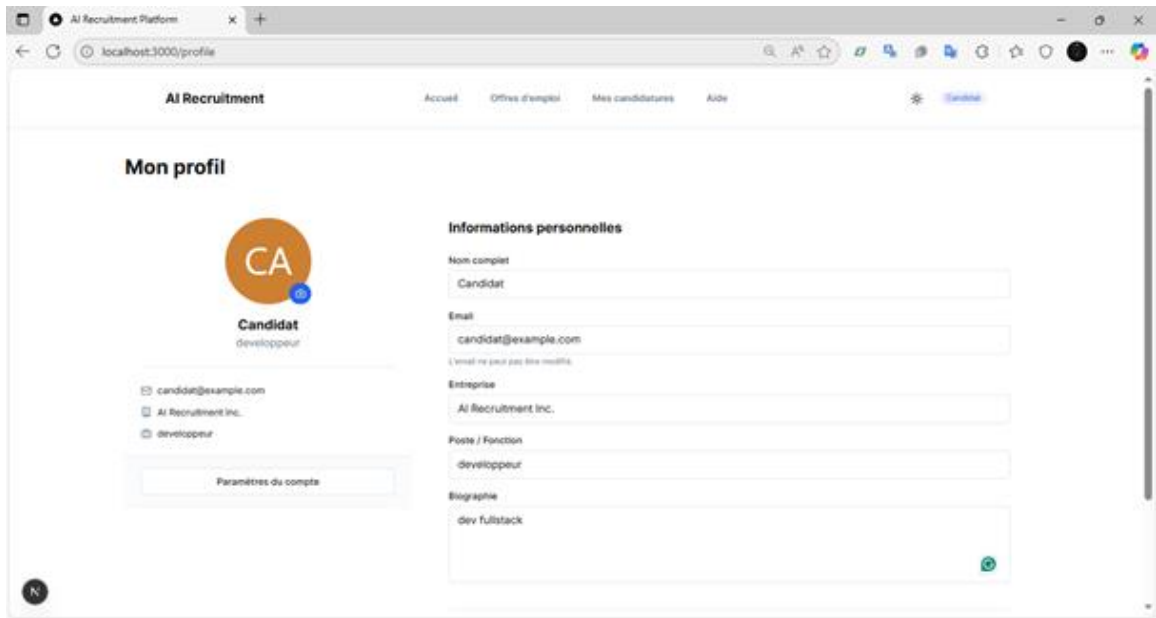 AI Recruitment Platform
localhost:3000/profile
AI Recruitment
Accueil Offres d'emploi Mes candidatures Aide Candidat
Mon profil
CA
Candidat
developpeur
candidat@example.com
AI Recruitment Inc.
developpeur
Paramètres du compte
Informations personnelles
Nom complet
Candidat
Email
candidat@example.com
L'email ne peut pas être modifié.
Entreprise
AI Recruitment Inc.
Poste / Fonction
developpeur
Biographie
dev fullstack
N